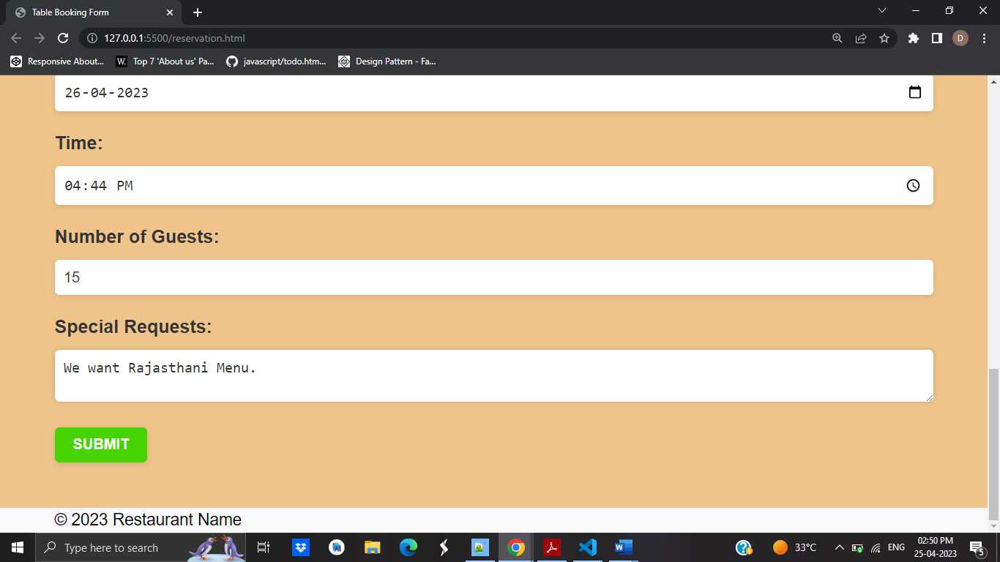 Table Booking Form
127.0.0.1:5500/reservation.html
D
Responsive About...
W. Top 7 'About us' Pa...
javascript/todo.htm...
Design Pattern - Fa...
26-04-2023
Time:
04:44 PM
Number of Guests:
15
Special Requests:
We want Rajasthani Menu.
SUBMIT
© 2023 Restaurant Name
Type here to search
33°C
ENG
02:50 PM
25-04-2023
5